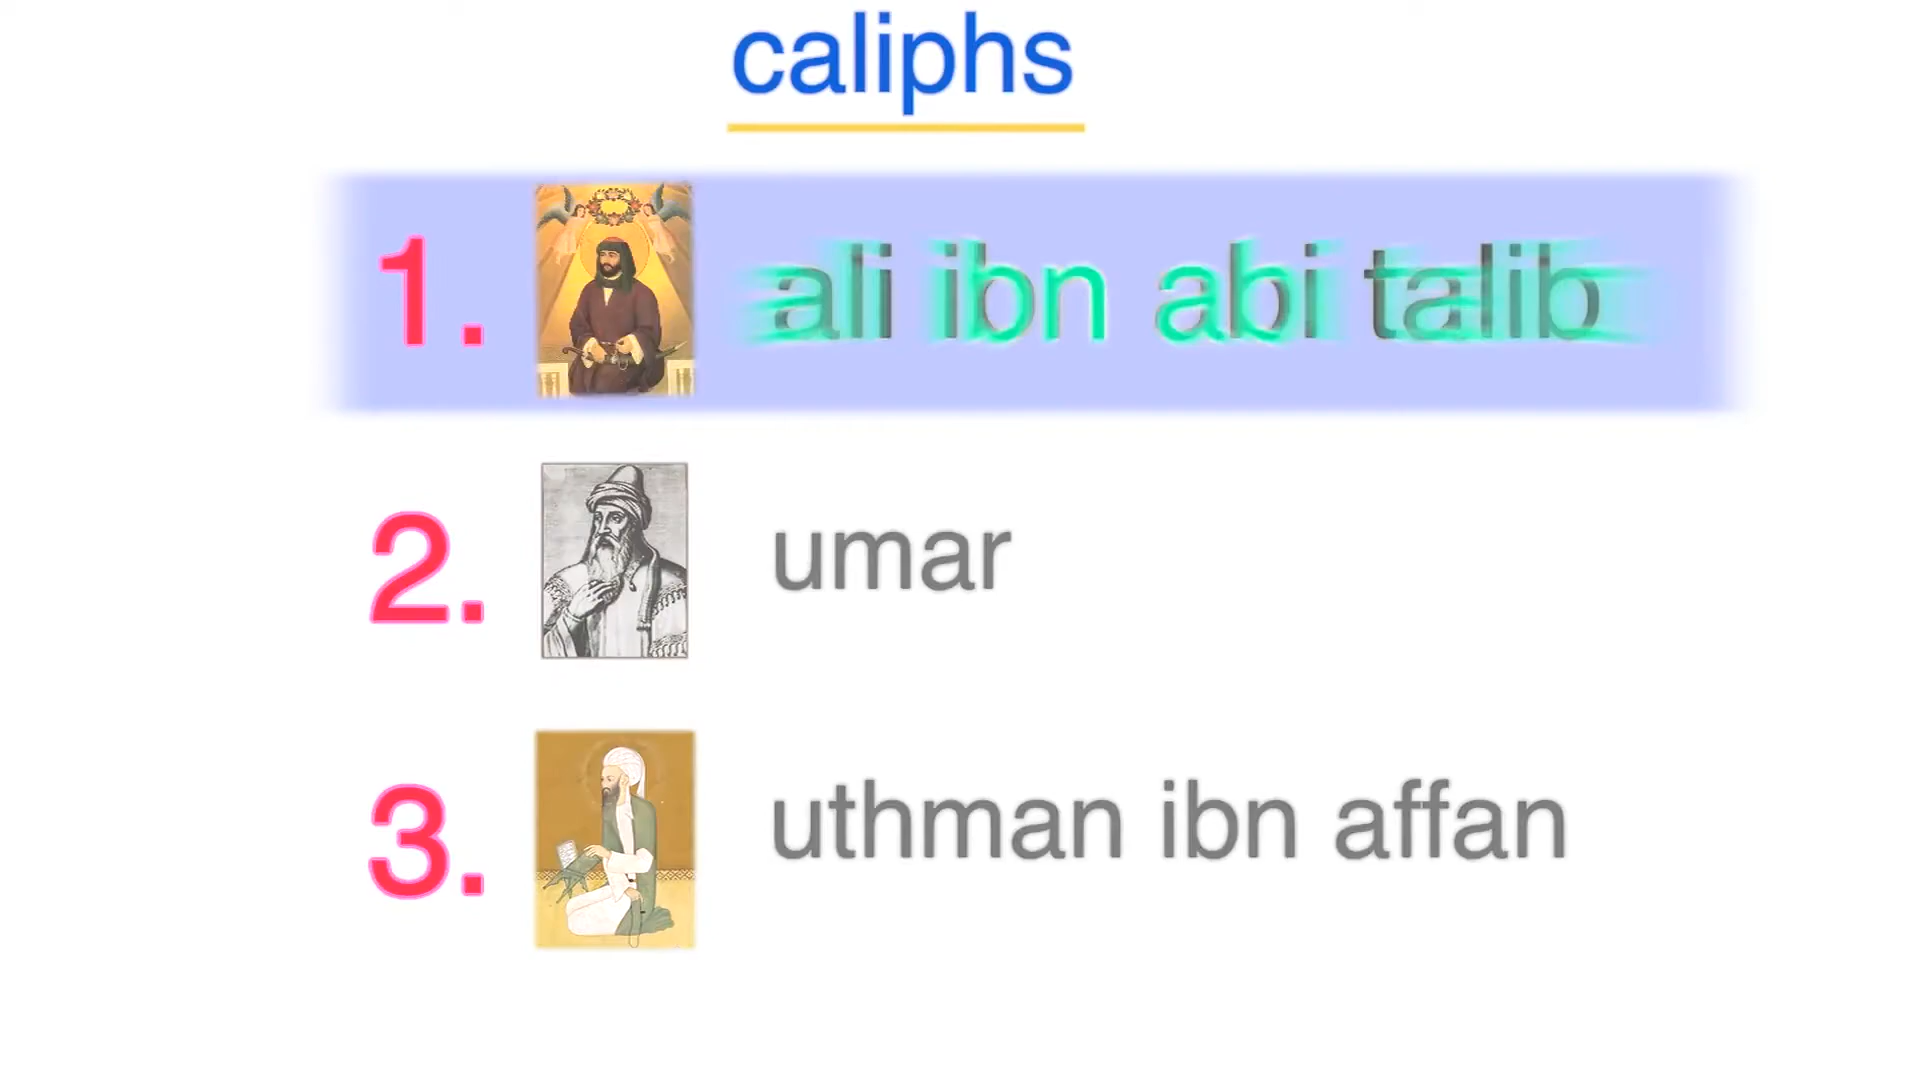 caliphs
1. ali ibn abi talib
2. umar
3. uthman ibn affan